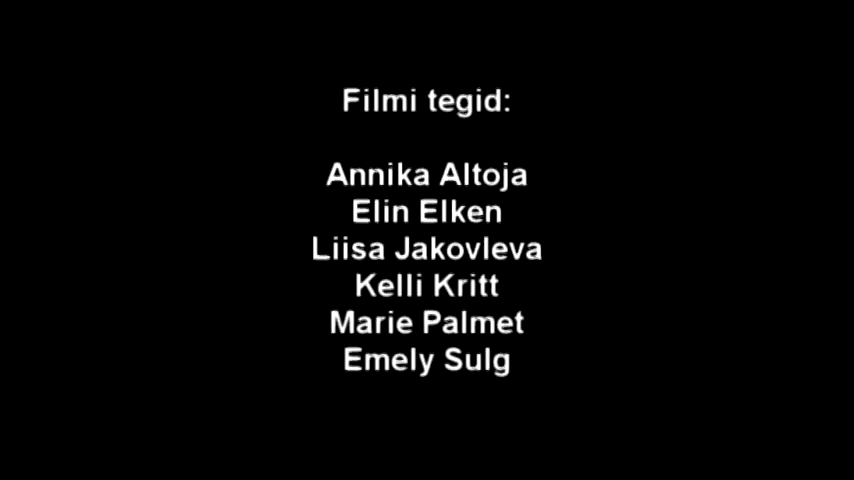 Filmi tegid:
Annika Altoja
Elin Elken
Liisa Jakovleva
Kelli Kritt
Marie Palmet
Emely Sulg